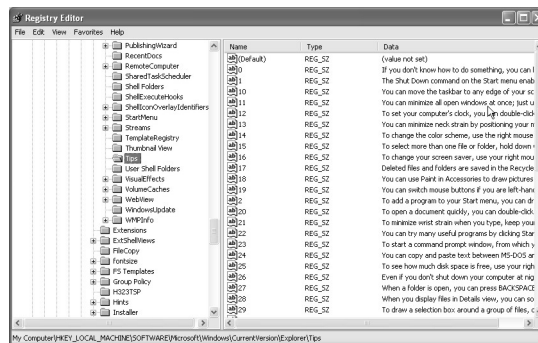 Registry Editor
File Edit View Favorites Help
PublishingWizard
RecentDocs
RemoteComputer
SharedTaskScheduler
Shell Folders
ShellExecuteHooks
ShellIconOverlayIdentifiers
StartMenu
Streams
TemplateRegistry
Thumbnail View
Tips
User Shell Folders
VisualEffects
VolumeCaches
WebView
WindowsUpdate
WMPInfo
Extensions
ExtShellViews
FileCopy
fontsize
FS Templates
Group Policy
H323TSP
Hints
Installer
Name Type Data
(Default) REG_SZ (value not set)
0 REG_SZ If you don't know how to do something, you can l
1 REG_SZ The Shut Down command on the Start menu enab
10 REG_SZ You can move the taskbar to any edge of your sc
11 REG_SZ You can minimize all open windows at once; just u
12 REG_SZ To set your computer's clock, you can double-clic
13 REG_SZ You can minimize neck strain by positioning your m
14 REG_SZ To change the color scheme, use the right mouse
15 REG_SZ To select more than one file or folder, hold down
16 REG_SZ To change your screen saver, use your right mou
17 REG_SZ Deleted files and folders are saved in the Recycle
18 REG_SZ You can use Paint in Accessories to draw pictures
19 REG_SZ You can switch mouse buttons if you are left-han
2 REG_SZ To add a program to your Start menu, you can dr
20 REG_SZ To open a document quickly, you can double-click
21 REG_SZ To minimize wrist strain when you type, keep your
22 REG_SZ You can try many useful programs by clicking Star
23 REG_SZ To start a command prompt window, from which y
24 REG_SZ You can copy and paste text between MS-DOS ar
25 REG_SZ To see how much disk space is free, use your righ
26 REG_SZ Even if you don't shut down your computer at nig
27 REG_SZ When a folder is open, you can press BACKSPACE
28 REG_SZ When you display files in Details view, you can so
29 REG_SZ To draw a selection box around a group of files, c
My Computer\HKEY_LOCAL_MACHINE\SOFTWARE\Microsoft\Windows\CurrentVersion\Explorer\Tips